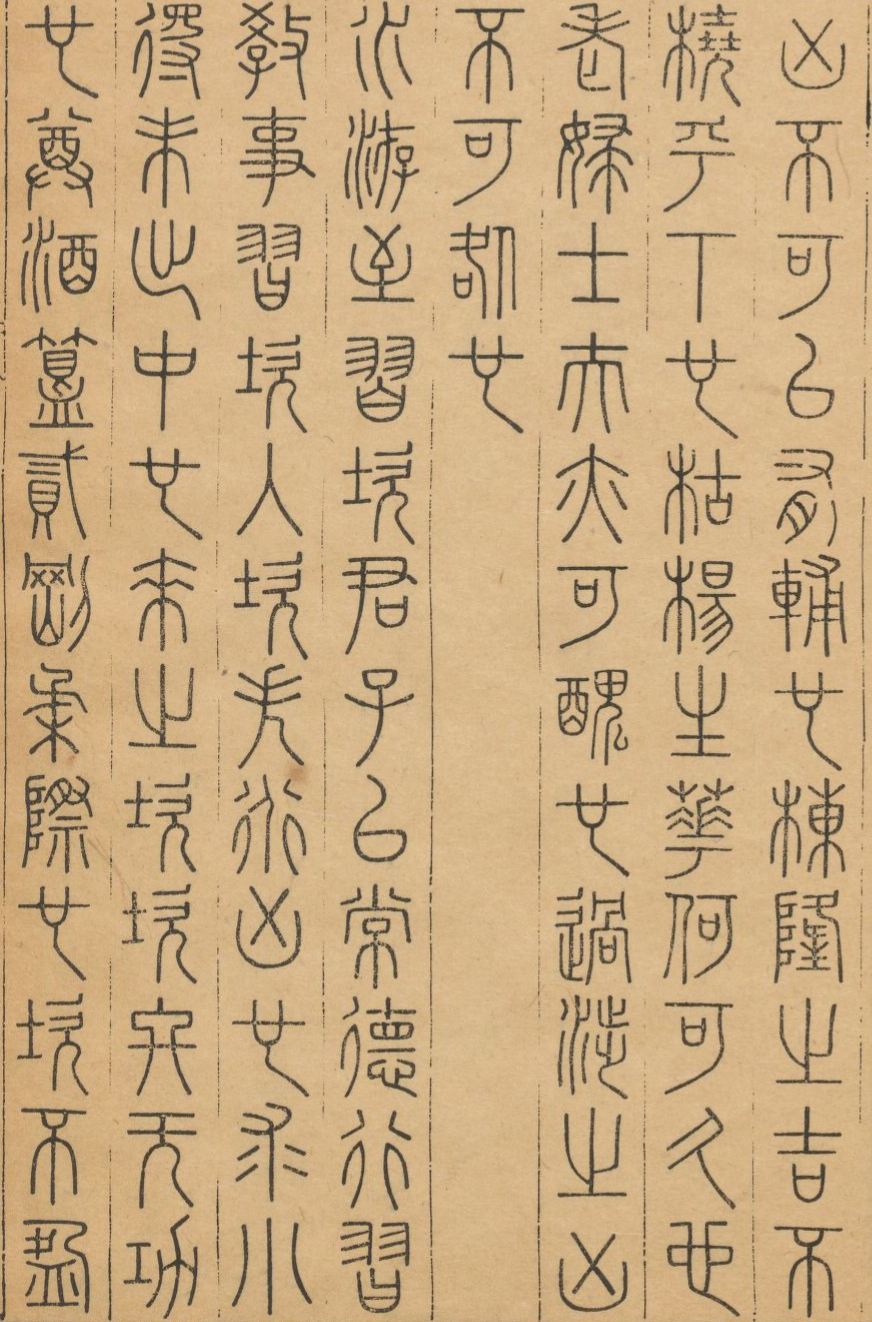 凶不可以有輔也棟隆之吉不
橈乎下也枯楊生華何可久也
老婦士夫亦可醜也過涉之凶
不可咎也
水洊至習坎君子以常德行習
教事習坎入坎失道凶也求小
得未出中也來之坎坎終无功
也尊酒簋貳剛柔際也坎不盈